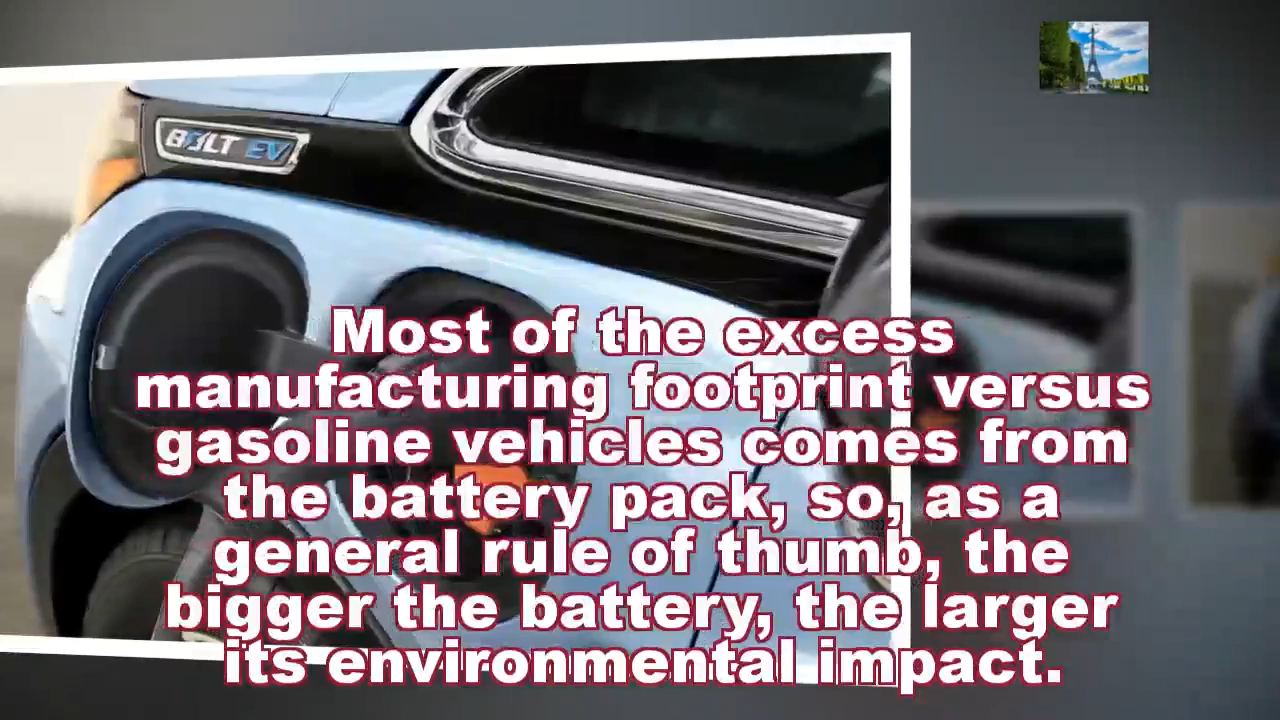 BOLT EV
Most of the excess
manufacturing footprint versus
gasoline vehicles comes from
the battery pack, so, as a
general rule of thumb, the
bigger the battery, the larger
its environmental impact.